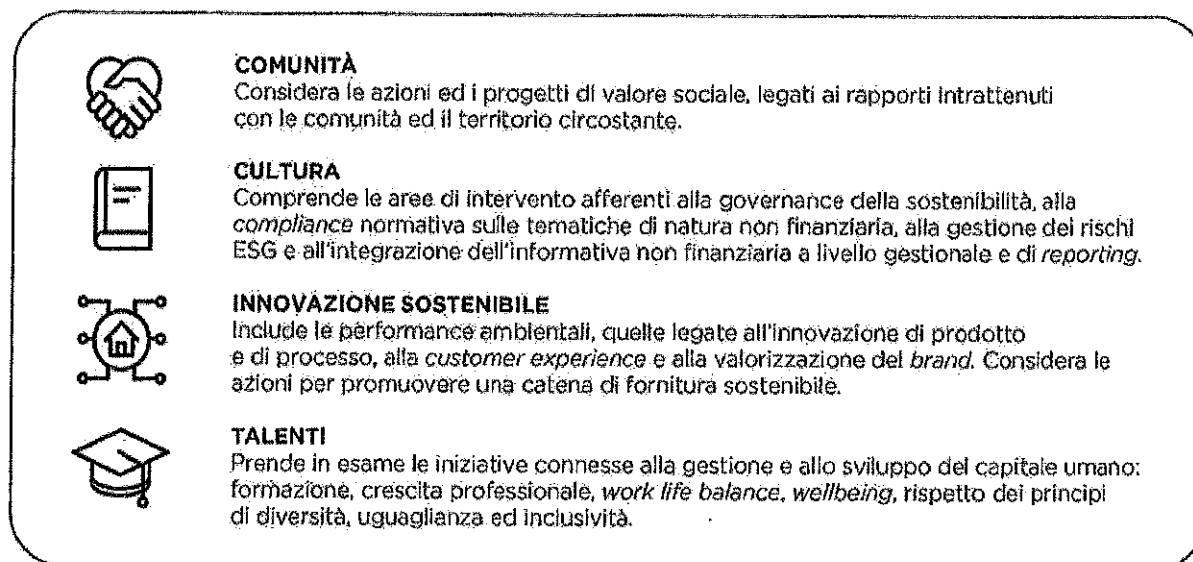 COMUNITÀ
Considera le azioni ed i progetti di valore sociale, legati ai rapporti intrattenuti
con le comunità ed il territorio circostante.
CULTURA
Comprende le aree di intervento afferenti alla governance della sostenibilità, alla
compliance normativa sulle tematiche di natura non finanziaria, alla gestione dei rischi
ESG e all'integrazione dell'informativa non finanziaria a livello gestionale e di reporting.
INNOVAZIONE SOSTENIBILE
Include le performance ambientali, quelle legate all'innovazione di prodotto
e di processo, alla customer experience e alla valorizzazione del brand. Considera le
azioni per promuovere una catena di fornitura sostenibile.
TALENTI
Prende in esame le iniziative connesse alla gestione e allo sviluppo del capitale umano:
formazione, crescita professionale, work life balance, wellbeing, rispetto dei principi
di diversità, uguaglianza ed inclusività.